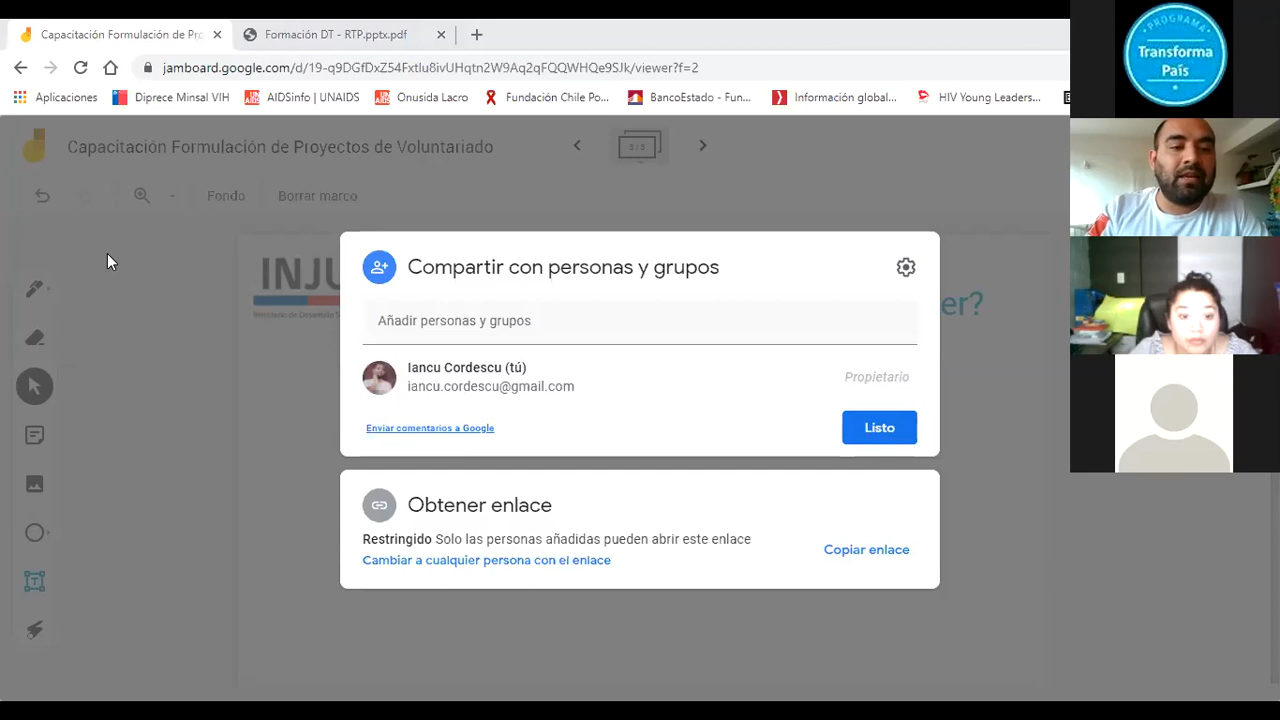 Capacitación Formulación de Pro
Formación DT - RTP.pptx.pdf
jamboard.google.com/d/19-q9DGfDxZ54Fxtlu8ivUHdm2W9Aq2qFQQWHQe9SJk/viewer?f=2
Aplicaciones
Diprece Minsal VIH
AIDSinfo | UNAIDS
Onusida Lacro
Fundación Chile Po...
BancoEstado - Fun...
Información global...
HIV Young Leaders...
Capacitación Formulación de Proyectos de Voluntariado
Fondo
Borrar marco
INJU
er?
Compartir con personas y grupos
Añadir personas y grupos
Iancu Cordescu (tú)
iancu.cordescu@gmail.com
Propietario
Enviar comentarios a Google
Listo
Obtener enlace
Restringido Solo las personas añadidas pueden abrir este enlace
Cambiar a cualquier persona con el enlace
Copiar enlace
PROGRAMA
Transforma
País